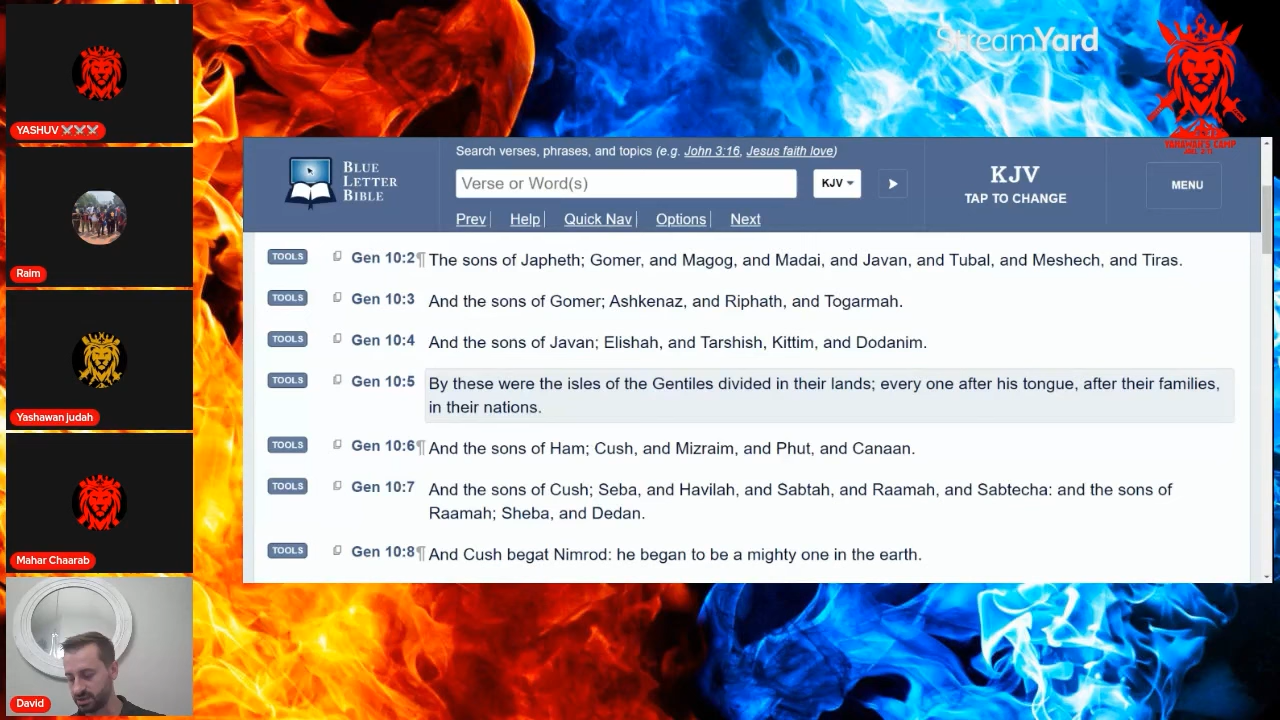 YASHUV ⚔⚔⚔
Raim
Yashawan judah
Mahar Chaarab
David
StreamYard
YARAWAH'S CAMP
BLUE
LETTER
BIBLE
Search verses, phrases, and topics (e.g. John 3:16, Jesus faith love)
Verse or Word(s)
KJV
Prev | Help | Quick Nav | Options | Next
KJV
TAP TO CHANGE
MENU
TOOLS Gen 10:2 ¶ The sons of Japheth; Gomer, and Magog, and Madai, and Javan, and Tubal, and Meshech, and Tiras.
TOOLS Gen 10:3 And the sons of Gomer; Ashkenaz, and Riphath, and Togarmah.
TOOLS Gen 10:4 And the sons of Javan; Elishah, and Tarshish, Kittim, and Dodanim.
TOOLS Gen 10:5 By these were the isles of the Gentiles divided in their lands; every one after his tongue, after their families,
in their nations.
TOOLS Gen 10:6 ¶ And the sons of Ham; Cush, and Mizraim, and Phut, and Canaan.
TOOLS Gen 10:7 And the sons of Cush; Seba, and Havilah, and Sabtah, and Raamah, and Sabtecha: and the sons of
Raamah; Sheba, and Dedan.
TOOLS Gen 10:8 ¶ And Cush begat Nimrod: he began to be a mighty one in the earth.